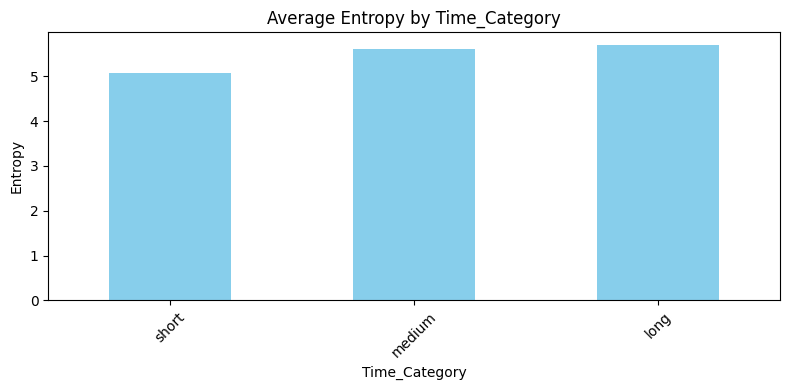 Average Entropy by Time_Category
Entropy
5
4
3
2
1
0
short
medium
long
Time_Category